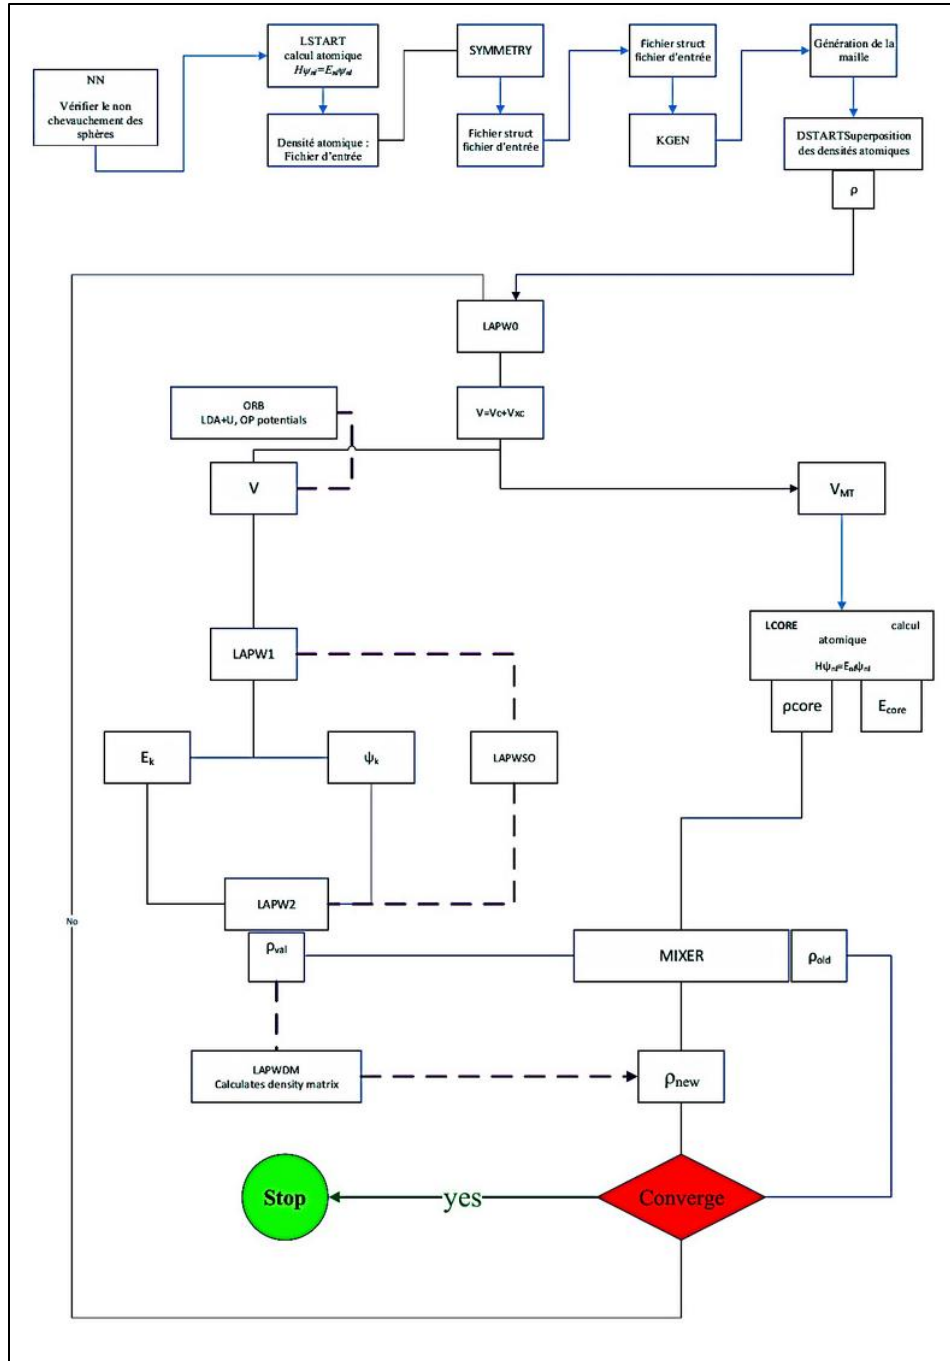 NN
Vérifier le non
chevauchement des
sphères
LSTART
calcul atomique
Hψnl=Enlψnl
Densité atomique :
Fichier d'entrée
SYMMETRY
Fichier struct
fichier d'entrée
Fichier struct
fichier d'entrée
KGEN
Génération de la
maille
DSTARTSuperposition
des densités atomiques
ρ
LAPW0
V=Vc+Vxc
ORB
LDA+U, OP potentials
V
VMT
LAPW1
LCORE calcul
atomique
Hψnl=Enlψnl
ρcore
Ecore
Ek
ψk
LAPWSO
LAPW2
ρval
No
MIXER
ρold
LAPWDM
Calculates density matrix
ρnew
Stop
yes
Converge